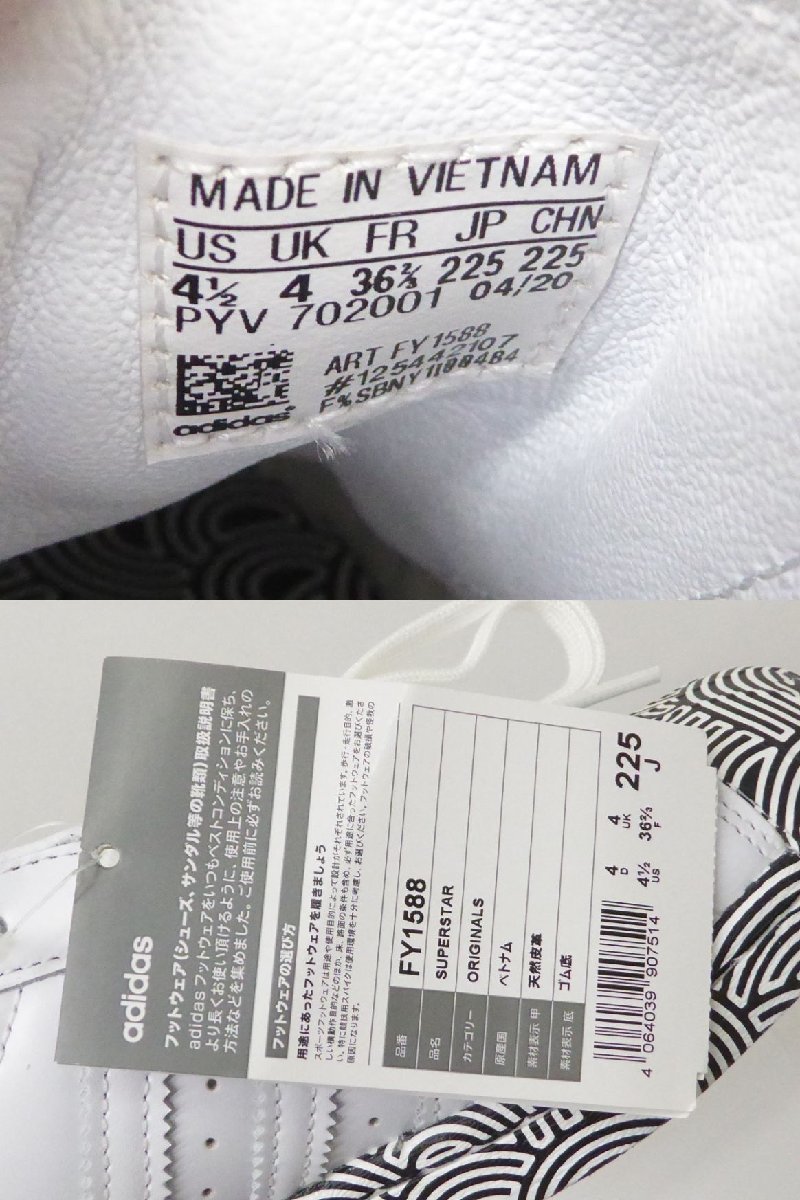 MADE IN VIETNAM
US UK FR JP CHN
4½ 4 36⅔ 225 225
PYV 702001 04/20
ART FY1588
#125442107
adidas
adidas
フットウェア(シューズ、サンダル等の靴類)取扱説明書
adidas フットウェアをいつもベストコンディションに保ち、
より長くお使い頂けるように、使用上の注意やお手入れの
方法などを集めました。ご使用前に必ずお読みください。
フットウェアの選び方
用途にあったフットウェアを履きましょう
品番 FY1588
品名 SUPERSTAR
カテゴリー ORIGINALS
原産国 ベトナム
素材表示 甲 天然皮革
素材表示 底 ゴム底
4 4 225
D UK J
4½ 36⅔
US F
4 064039 907514